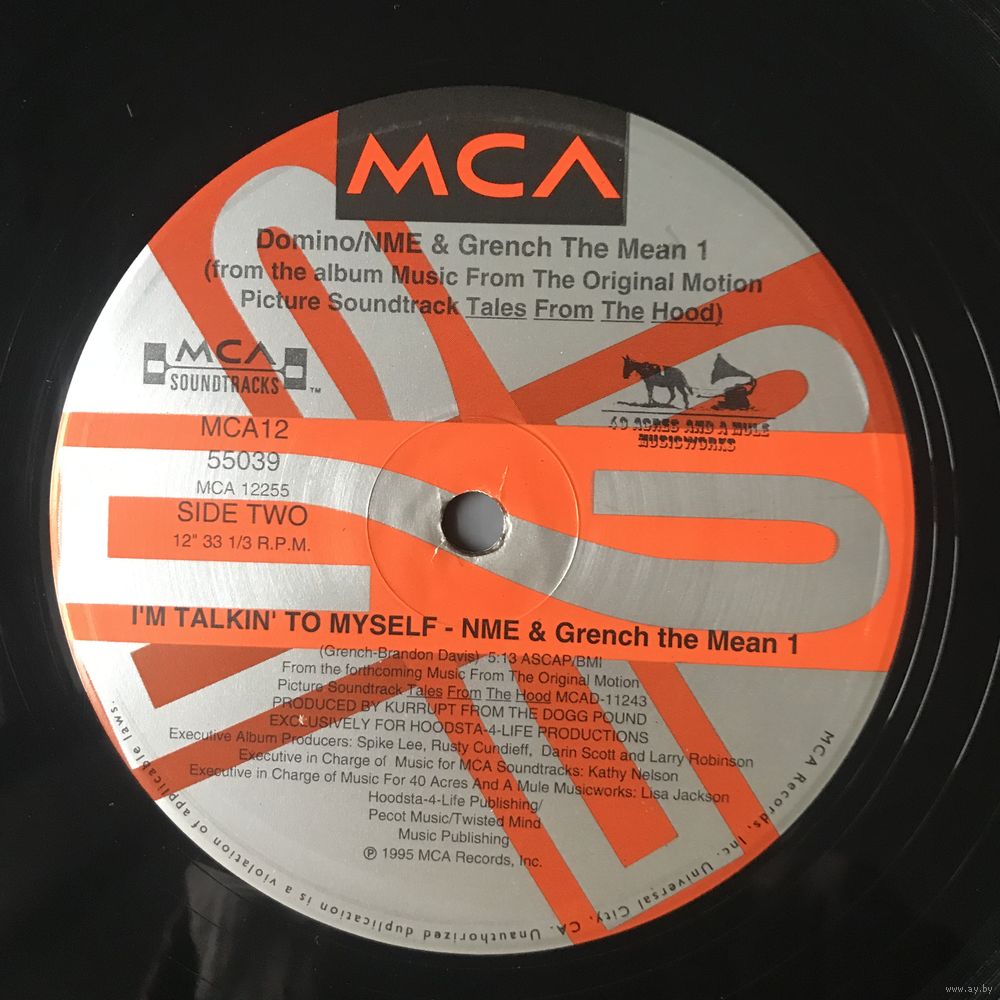 MCA
Domino/NME & Grench The Mean 1
(from the album Music From The Original Motion
Picture Soundtrack Tales From The Hood)
MCA
SOUNDTRACKS™
40 ACRES AND A MULE
MUSICWORKS
MCA12
55039
MCA 12255
SIDE TWO
12" 33 1/3 R.P.M.
I'M TALKIN' TO MYSELF - NME & Grench the Mean 1
(Grench-Brandon Davis) 5:13 ASCAP/BMI
From the forthcoming Music From The Original Motion
Picture Soundtrack Tales From The Hood MCAD-11243
PRODUCED BY KURRUPT FROM THE DOGG POUND
EXCLUSIVELY FOR HOODSTA-4-LIFE PRODUCTIONS
Executive Album Producers: Spike Lee, Rusty Cundieff, Darin Scott and Larry Robinson
Executive in Charge of Music for MCA Soundtracks: Kathy Nelson
Executive in Charge of Music For 40 Acres And A Mule Musicworks: Lisa Jackson
Hoodsta-4-Life Publishing/
Pecot Music/Twisted Mind
Music Publishing
℗ 1995 MCA Records, Inc.
MCA Records, Inc. Universal City, CA. Unauthorized duplication is a violation of applicable laws.
www.ay.by